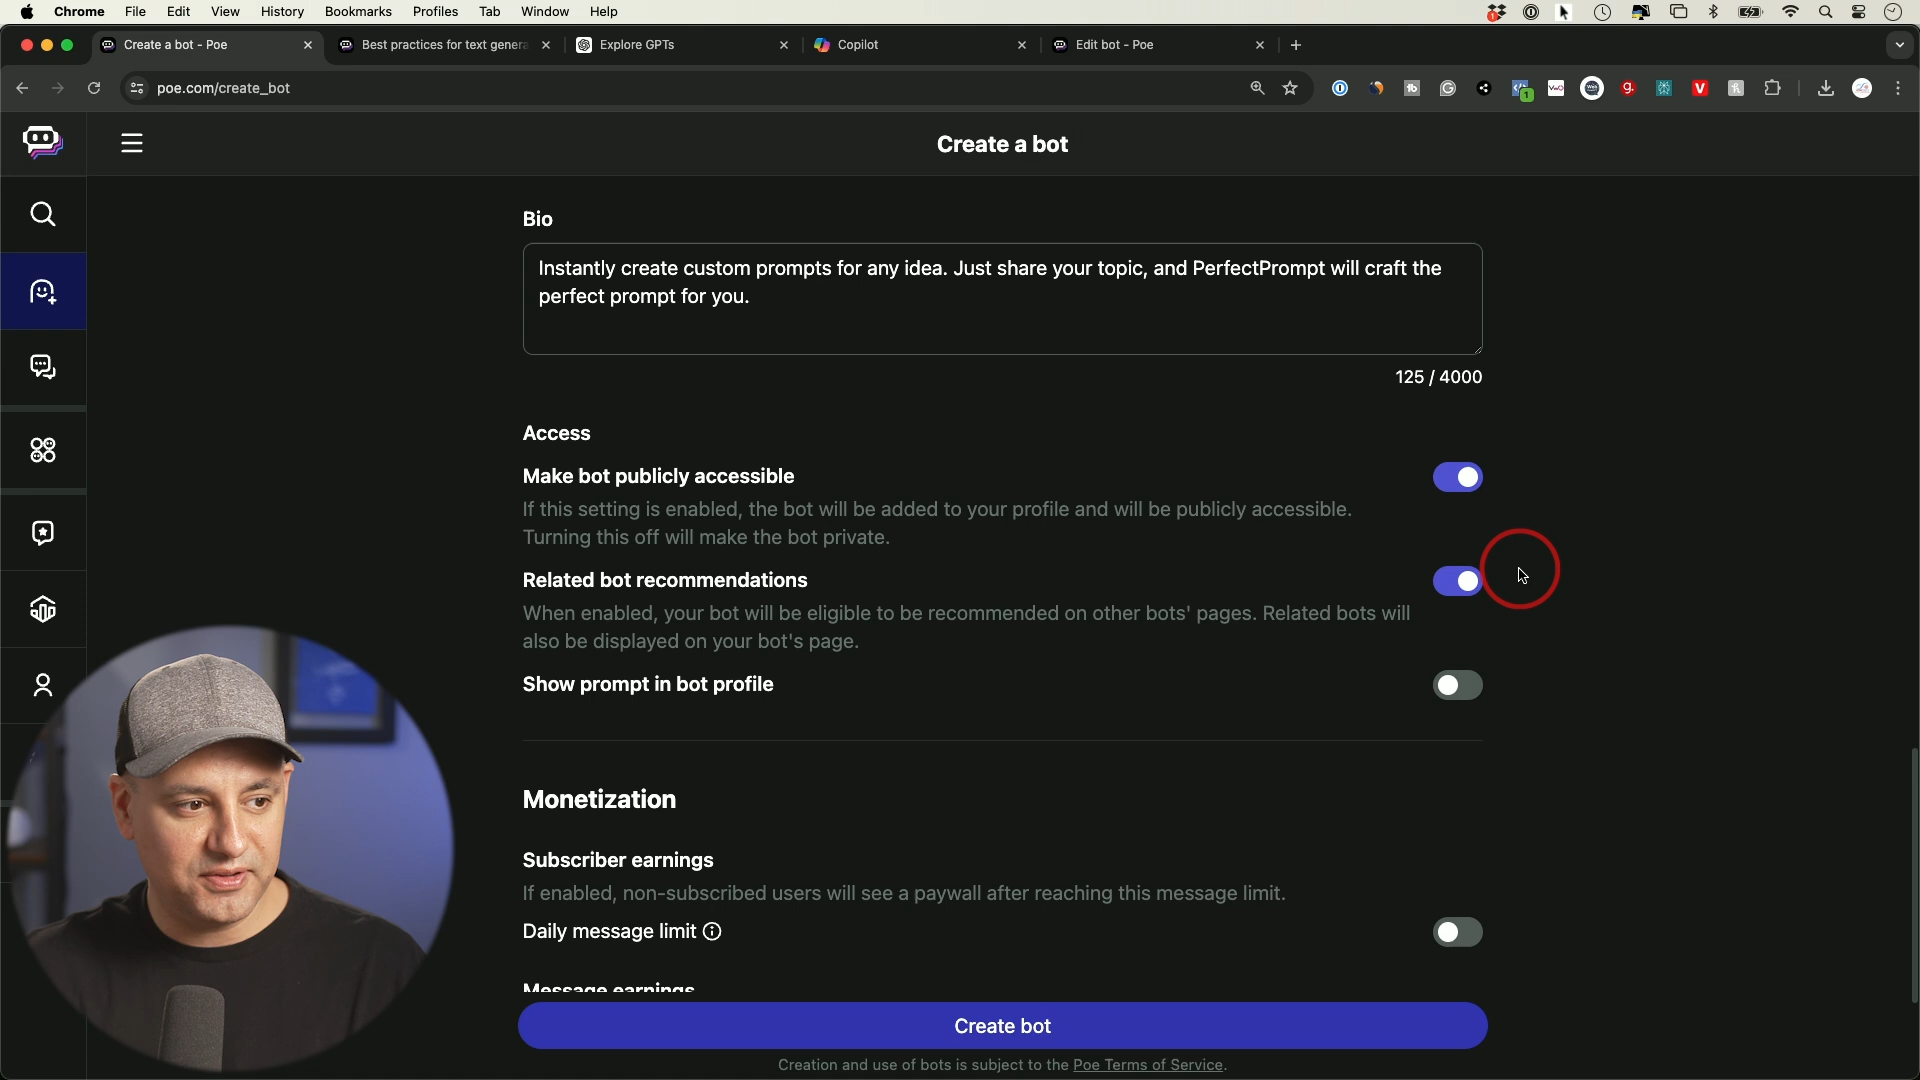 Chrome File Edit View History Bookmarks Profiles Tab Window Help
Create a bot - Poe
Best practices for text genera
Explore GPTs
Copilot
Edit bot - Poe
poe.com/create_bot
Create a bot
Bio
Instantly create custom prompts for any idea. Just share your topic, and PerfectPrompt will craft the
perfect prompt for you.
125 / 4000
Access
Make bot publicly accessible
If this setting is enabled, the bot will be added to your profile and will be publicly accessible.
Turning this off will make the bot private.
Related bot recommendations
When enabled, your bot will be eligible to be recommended on other bots' pages. Related bots will
also be displayed on your bot's page.
Show prompt in bot profile
Monetization
Subscriber earnings
If enabled, non-subscribed users will see a paywall after reaching this message limit.
Daily message limit
Message earnings
Create bot
Creation and use of bots is subject to the Poe Terms of Service.